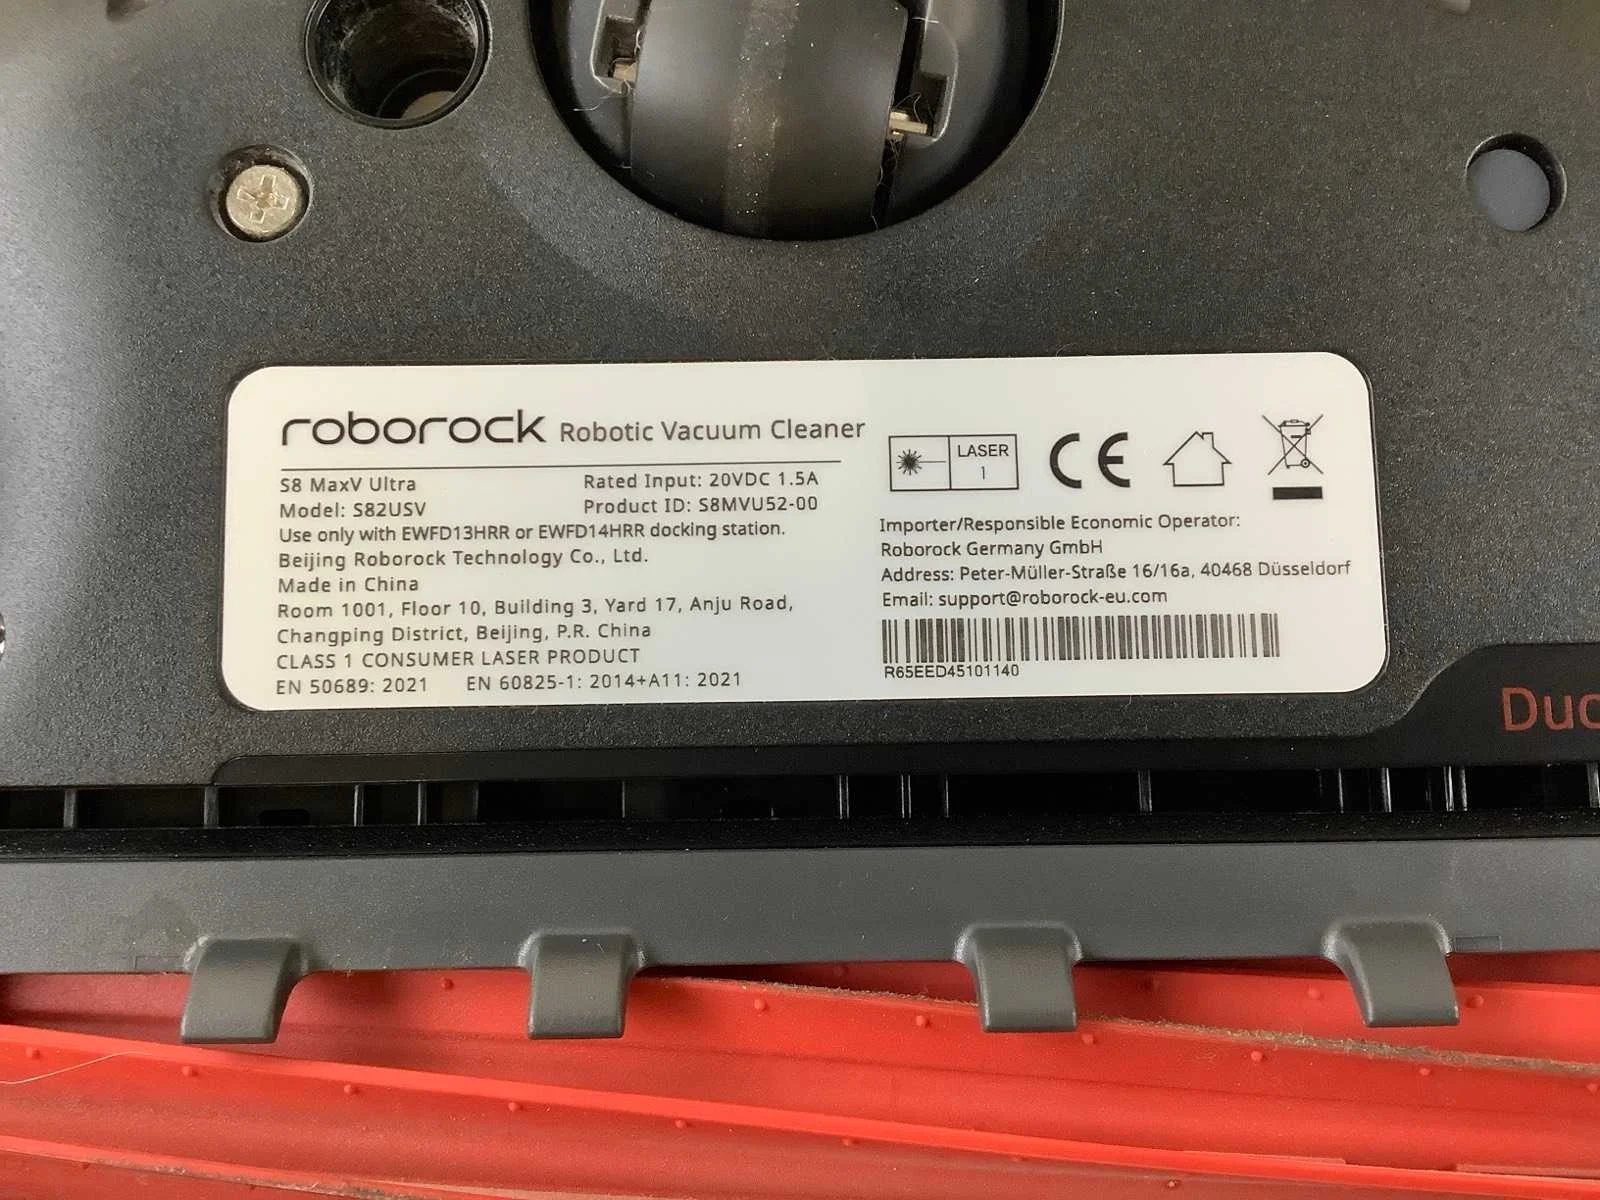 roborock Robotic Vacuum Cleaner
S8 MaxV Ultra Rated Input: 20VDC 1.5A
Model: S82USV Product ID: S8MVU52-00
Use only with EWFD13HRR or EWFD14HRR docking station.
Beijing Roborock Technology Co., Ltd.
Made in China
Room 1001, Floor 10, Building 3, Yard 17, Anju Road,
Changping District, Beijing, P.R. China
CLASS 1 CONSUMER LASER PRODUCT
EN 50689: 2021 EN 60825-1: 2014+A11: 2021
LASER
1
CE
Importer/Responsible Economic Operator:
Roborock Germany GmbH
Address: Peter-Müller-Straße 16/16a, 40468 Düsseldorf
Email: support@roborock-eu.com
R65EED45101140